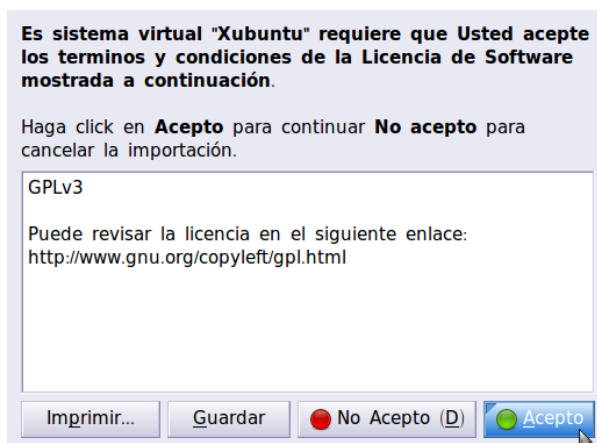 Es sistema virtual "Xubuntu" requiere que Usted acepte
los terminos y condiciones de la Licencia de Software
mostrada a continuación.
Haga click en Acepto para continuar No acepto para
cancelar la importación.
GPLv3
Puede revisar la licencia en el siguiente enlace:
http://www.gnu.org/copyleft/gpl.html
Imprimir... Guardar No Acepto (D) Acepto